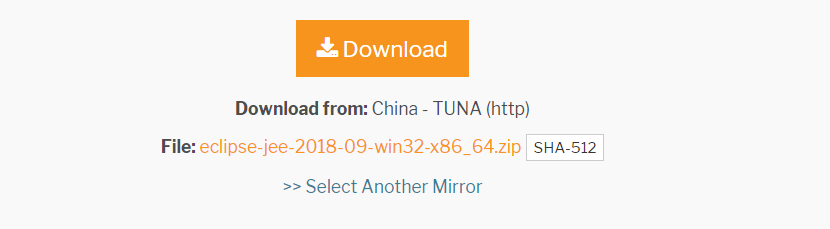 Download
Download from: China - TUNA (http)
File: eclipse-jee-2018-09-win32-x86_64.zip SHA-512
>> Select Another Mirror